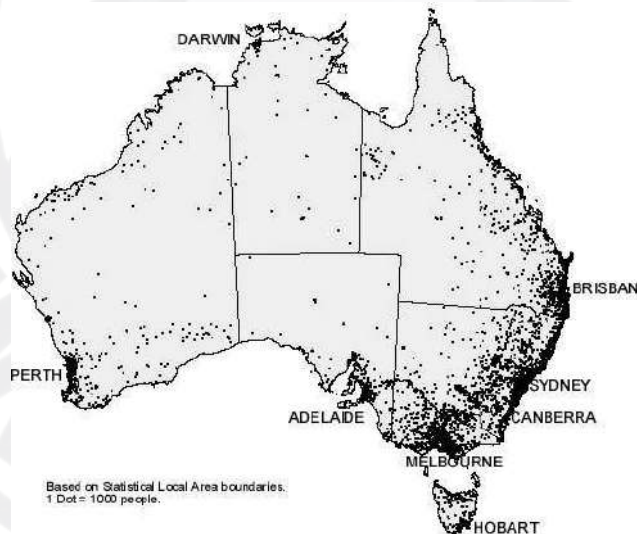 DARWIN
BRISBAN
PERTH
SYDNEY
ADELAIDE
CANBERRA
MELBOURNE
Based on Statistical Local Area boundaries.
1 Dot = 1000 people.
HOBART